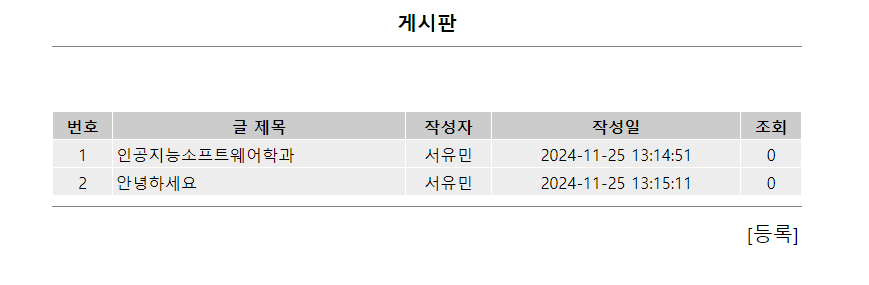 게시판
번호 글 제목 작성자 작성일 조회
1 인공지능소프트웨어학과 서유민 2024-11-25 13:14:51 0
2 안녕하세요 서유민 2024-11-25 13:15:11 0
[등록]